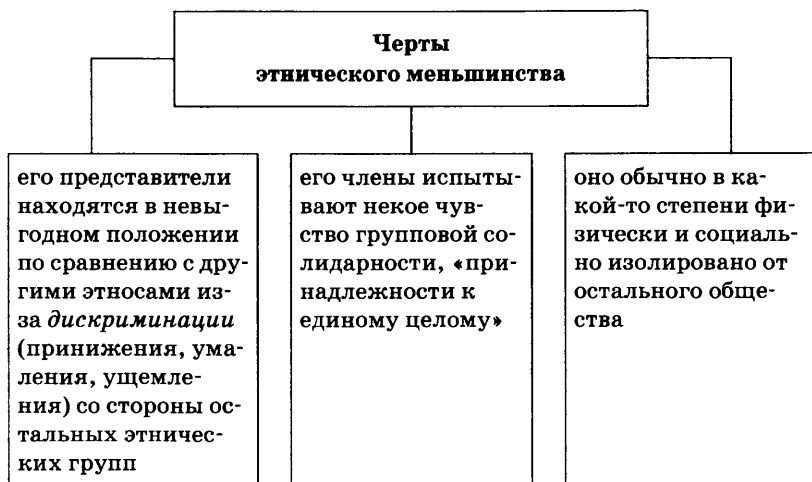 Черты
этнического меньшинства
его представители
находятся в невы-
годном положении
по сравнению с дру-
гими этносами из-
за дискриминации
(принижения, ума-
ления, ущемле-
ния) со стороны ос-
тальных этничес-
ких групп
его члены испыты-
вают некое чув-
ство групповой со-
лидарности, «при-
надлежности к
единому целому»
оно обычно в ка-
кой-то степени фи-
зически и социаль-
но изолировано от
остального обще-
ства